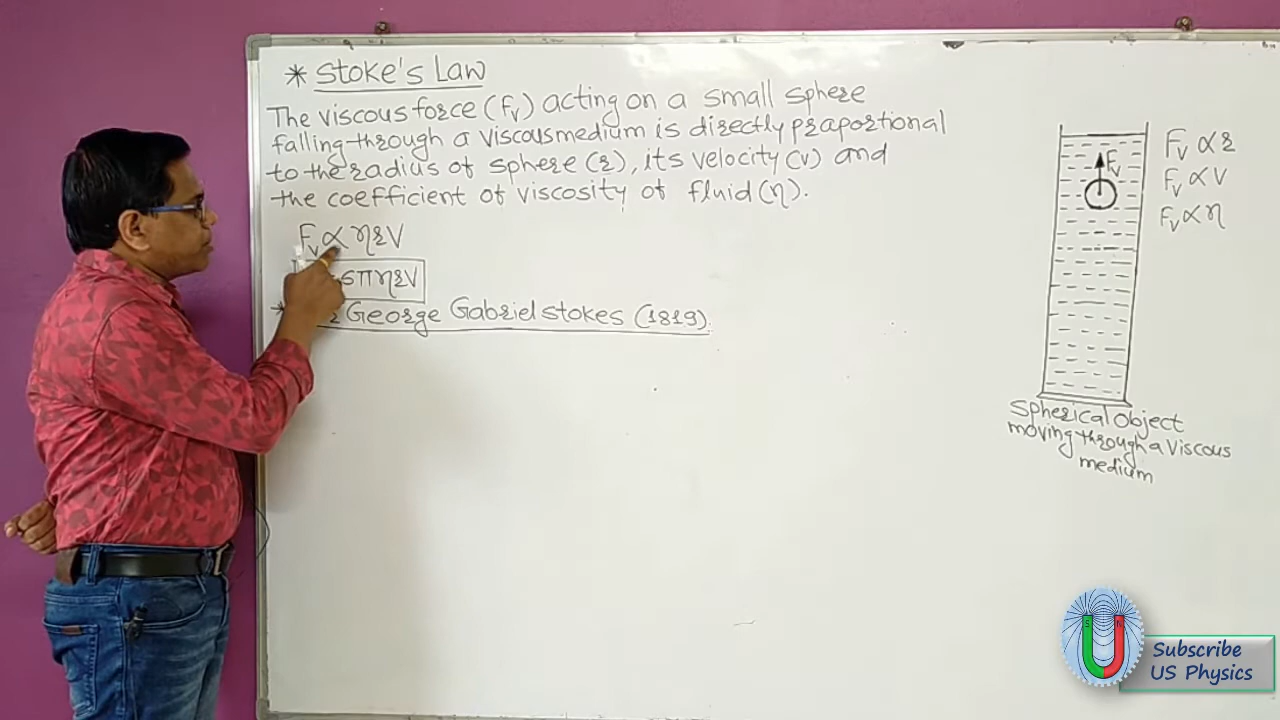 * Stoke's Law
The viscous force (Fv) acting on a small sphere
falling through a viscous medium is directly praportional
to the radius of sphere (r), its velocity (v) and
the coefficient of viscosity of fluid (η).
Fv ∝ ηrV
6πηrV
* George Gabriel stokes (1819).
Fv
Fv ∝ r
Fv ∝ V
Fv ∝ η
Spherical Object
moving through a Viscous
medium
S N
Subscribe
US Physics